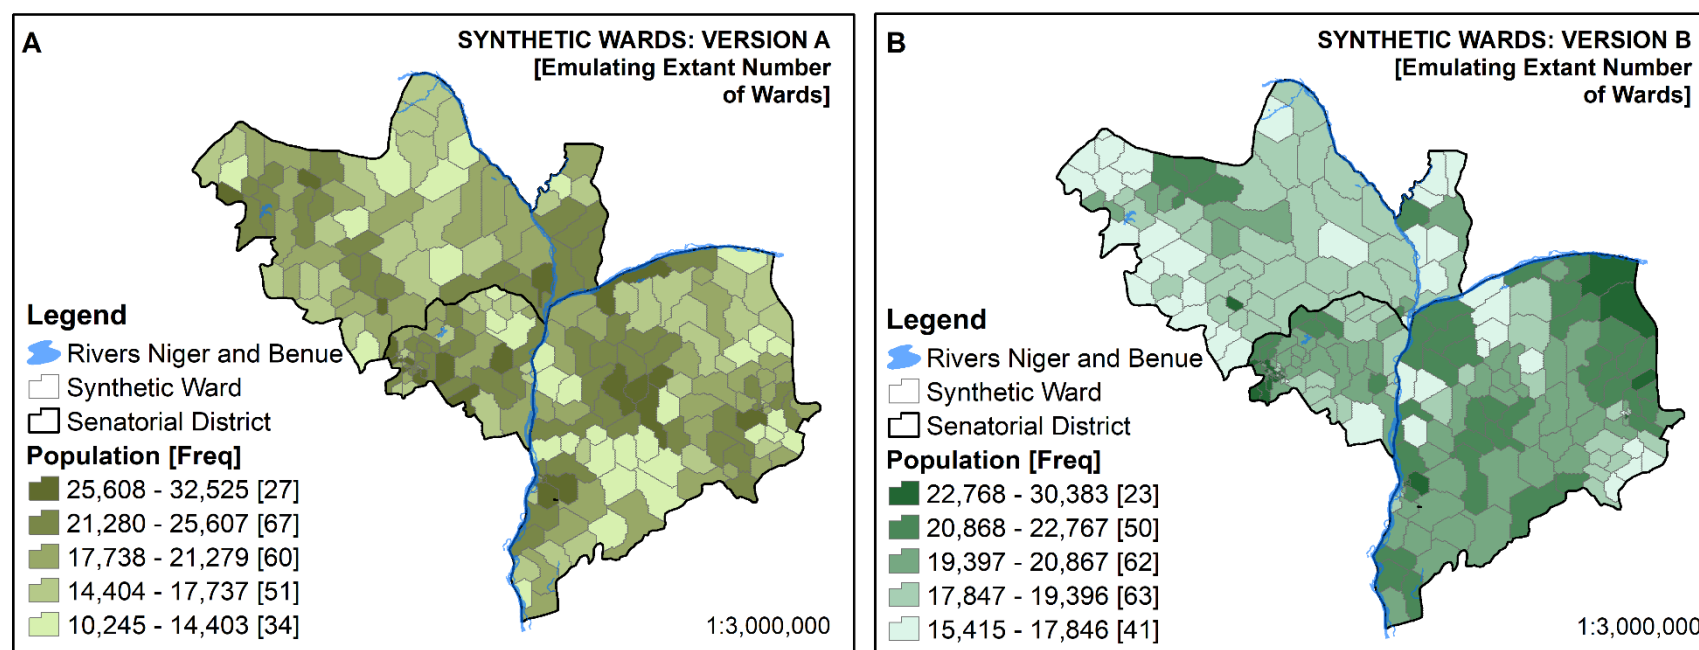 A
SYNTHETIC WARDS: VERSION A
[Emulating Extant Number
of Wards]
Legend
Rivers Niger and Benue
Synthetic Ward
Senatorial District
Population [Freq]
25,608 - 32,525 [27]
21,280 - 25,607 [67]
17,738 - 21,279 [60]
14,404 - 17,737 [51]
10,245 - 14,403 [34]
1:3,000,000
B
SYNTHETIC WARDS: VERSION B
[Emulating Extant Number
of Wards]
Legend
Rivers Niger and Benue
Synthetic Ward
Senatorial District
Population [Freq]
22,768 - 30,383 [23]
20,868 - 22,767 [50]
19,397 - 20,867 [62]
17,847 - 19,396 [63]
15,415 - 17,846 [41]
1:3,000,000